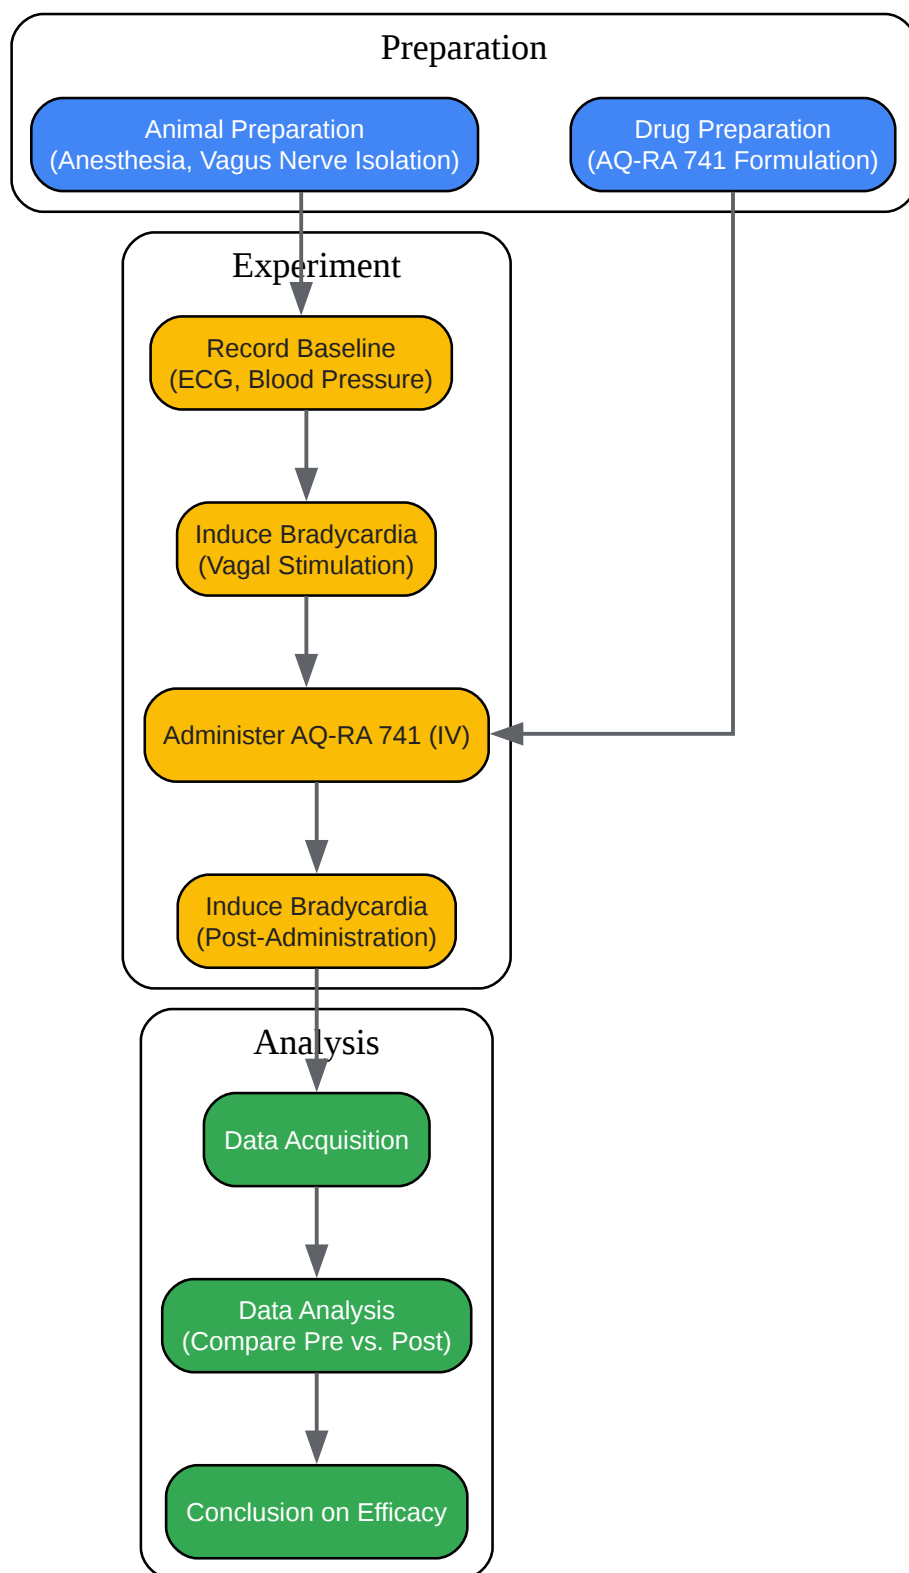 Preparation
Animal Preparation
(Anesthesia, Vagus Nerve Isolation)
Drug Preparation
(AQ-RA 741 Formulation)
Experiment
Record Baseline
(ECG, Blood Pressure)
Induce Bradycardia
(Vagal Stimulation)
Administer AQ-RA 741 (IV)
Induce Bradycardia
(Post-Administration)
Analysis
Data Acquisition
Data Analysis
(Compare Pre vs. Post)
Conclusion on Efficacy